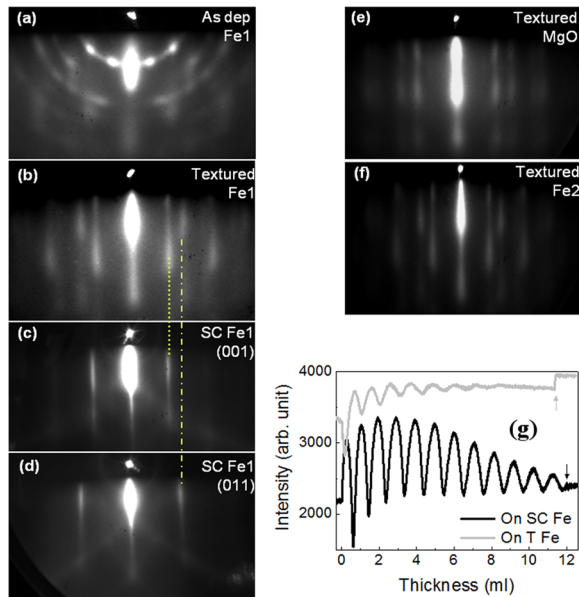 (a)
As dep
Fe1
(b)
Textured
Fe1
(c)
SC Fe1
(001)
(d)
SC Fe1
(011)
(e)
Textured
MgO
(f)
Textured
Fe2
(g)
4000
3000
2000
Intensity (arb. unit)
On SC Fe
On T Fe
0 2 4 6 8 10 12
Thickness (ml)